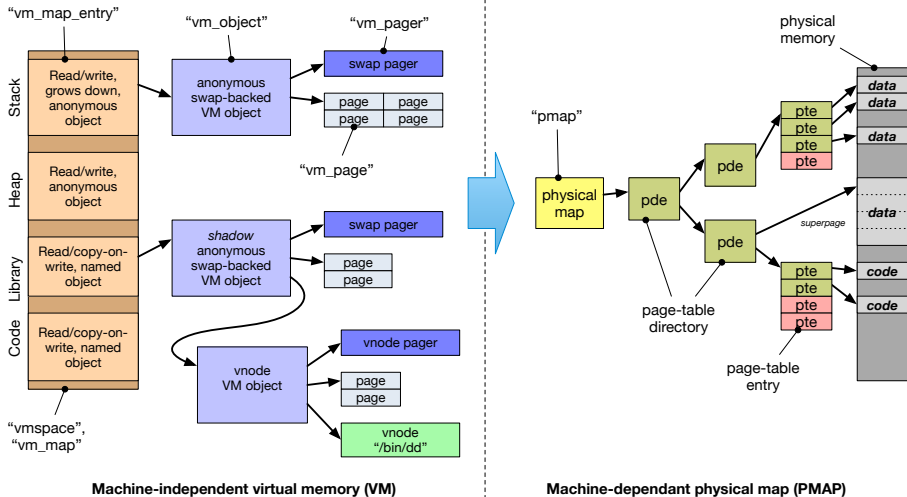 “vm_map_entry”
“vm_object”
“vm_pager”
physical
memory
Stack
Read/write,
grows down,
anonymous
object
anonymous
swap-backed
VM object
swap pager
page page
page page
“vm_page”
Heap
Read/write,
anonymous
object
Library
Read/copy-on-
write, named
object
shadow
anonymous
swap-backed
VM object
swap pager
page
page
Code
Read/copy-on-
write, named
object
vnode
VM object
vnode pager
page
page
vnode
“/bin/dd”
“vmspace”,
“vm_map”
Machine-independent virtual memory (VM)
“pmap”
physical
map
pde
pde
pde
pte
pte
pte
pte
data
data
data
superpage
data
pte
pte
pte
pte
code
code
page-table
directory
page-table
entry
Machine-dependant physical map (PMAP)